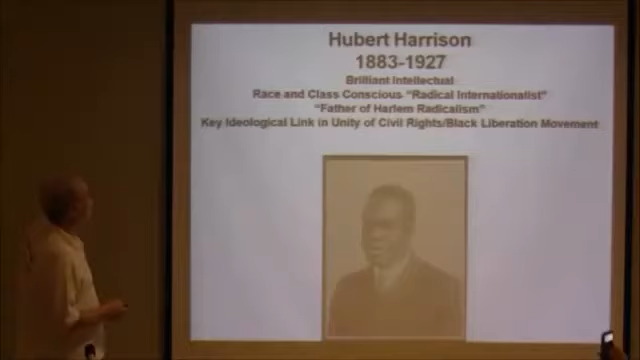 Hubert Harrison
1883-1927
Brilliant Intellectual
Race and Class Conscious "Radical Internationalist"
"Father of Harlem Radicalism"
Key Ideological Link in Unity of Civil Rights/Black Liberation Movement